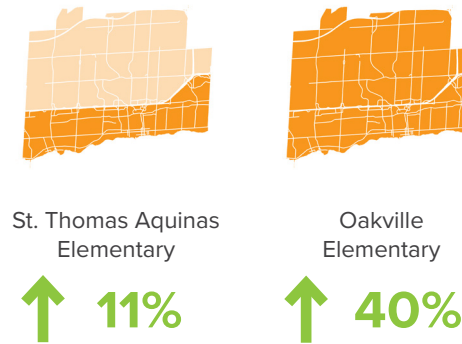 St. Thomas Aquinas
Elementary
11%
Oakville
Elementary
40%